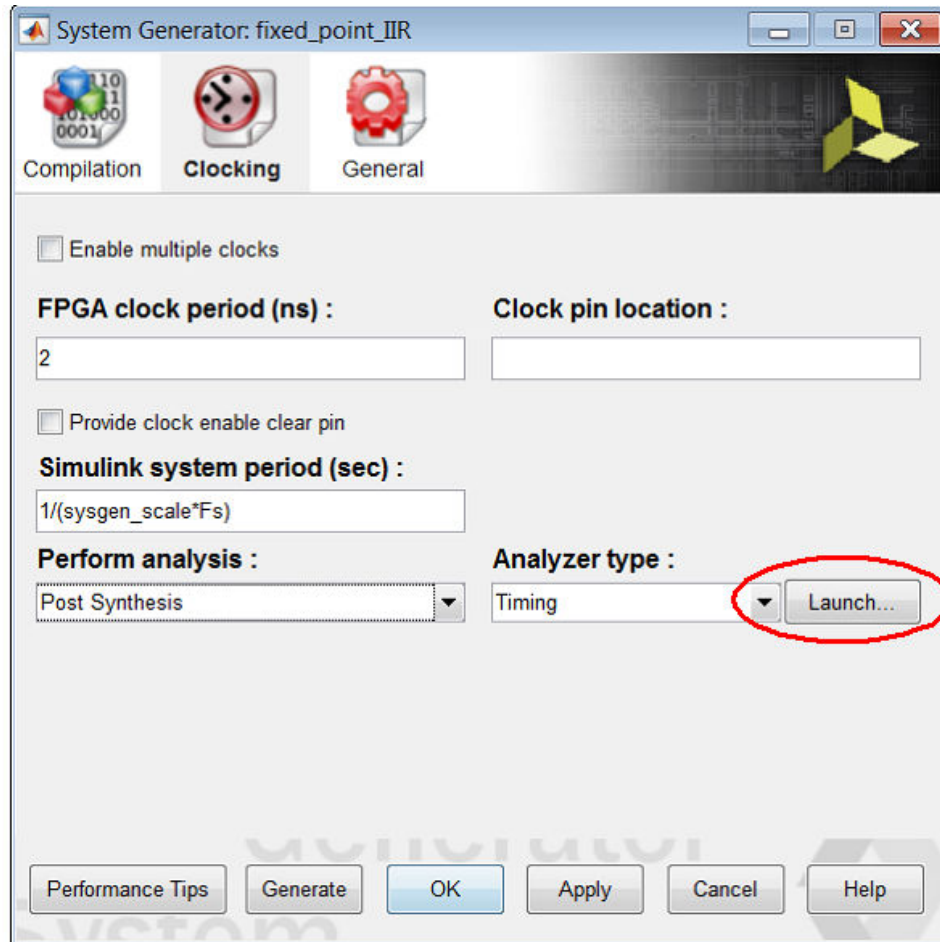 System Generator: fixed_point_IIR
Compilation Clocking General
Enable multiple clocks
FPGA clock period (ns) : Clock pin location :
2
Provide clock enable clear pin
Simulink system period (sec) :
1/(sysgen_scale*Fs)
Perform analysis : Analyzer type :
Post Synthesis Timing Launch...
Performance Tips Generate OK Apply Cancel Help
System Generator